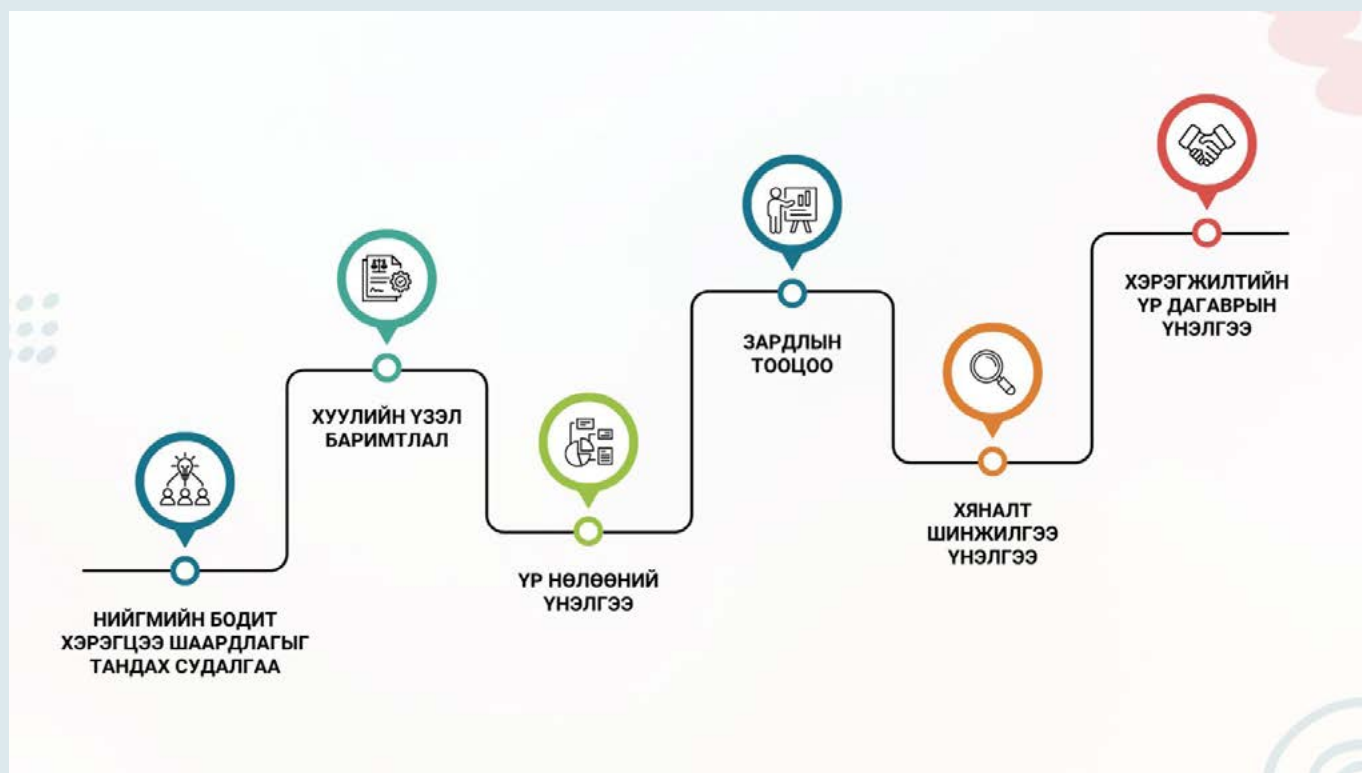 НИЙГМИЙН БОДИТ
ХЭРЭГЦЭЭ ШААРДЛАГЫГ
ТАНДАХ СУДАЛГАА
ХУУЛИЙН ҮЗЭЛ
БАРИМТЛАЛ
ҮР НӨЛӨӨНИЙ
ҮНЭЛГЭЭ
ЗАРДЛЫН
ТООЦОО
ХЯНАЛТ
ШИНЖИЛГЭЭ
ҮНЭЛГЭЭ
ХЭРЭГЖИЛТИЙН
ҮР ДАГАВРЫН
ҮНЭЛГЭЭ